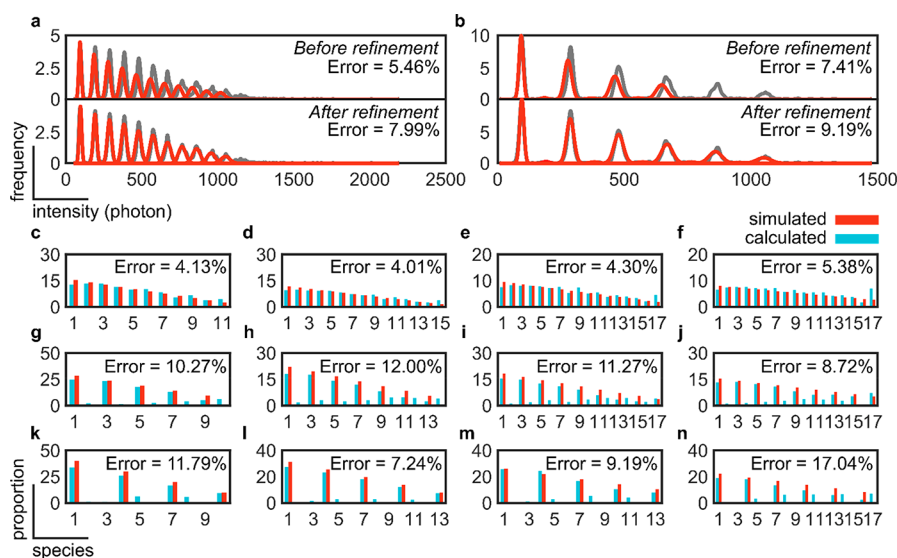 a
b
5
2.5
0
Before refinement
Error = 5.46%
5
2.5
0
After refinement
Error = 7.99%
0 500 1000 1500 2000 2500
10
5
0
Before refinement
Error = 7.41%
10
5
0
After refinement
Error = 9.19%
0 500 1000 1500
frequency
intensity (photon)
simulated
calculated
c
30
15
0
Error = 4.13%
1 3 5 7 9 11
d
30
15
0
Error = 4.01%
1 3 5 7 9 11 13 15
e
20
10
0
Error = 4.30%
1 3 5 7 9 11 13 15 17
f
20
10
0
Error = 5.38%
1 3 5 7 9 11 13 15 17
g
50
25
0
Error = 10.27%
1 3 5 7 9
h
30
15
0
Error = 12.00%
1 3 5 7 9 11 13
i
30
15
0
Error = 11.27%
1 3 5 7 9 11 13 15 17
j
30
15
0
Error = 8.72%
1 3 5 7 9 11 13 15 17
k
50
25
0
Error = 11.79%
1 3 5 7 9
l
40
20
0
Error = 7.24%
1 3 5 7 9 11 13
m
40
20
0
Error = 9.19%
1 3 5 7 9 11 13
n
40
20
0
Error = 17.04%
1 3 5 7 9 11 13 15 17
proportion
species